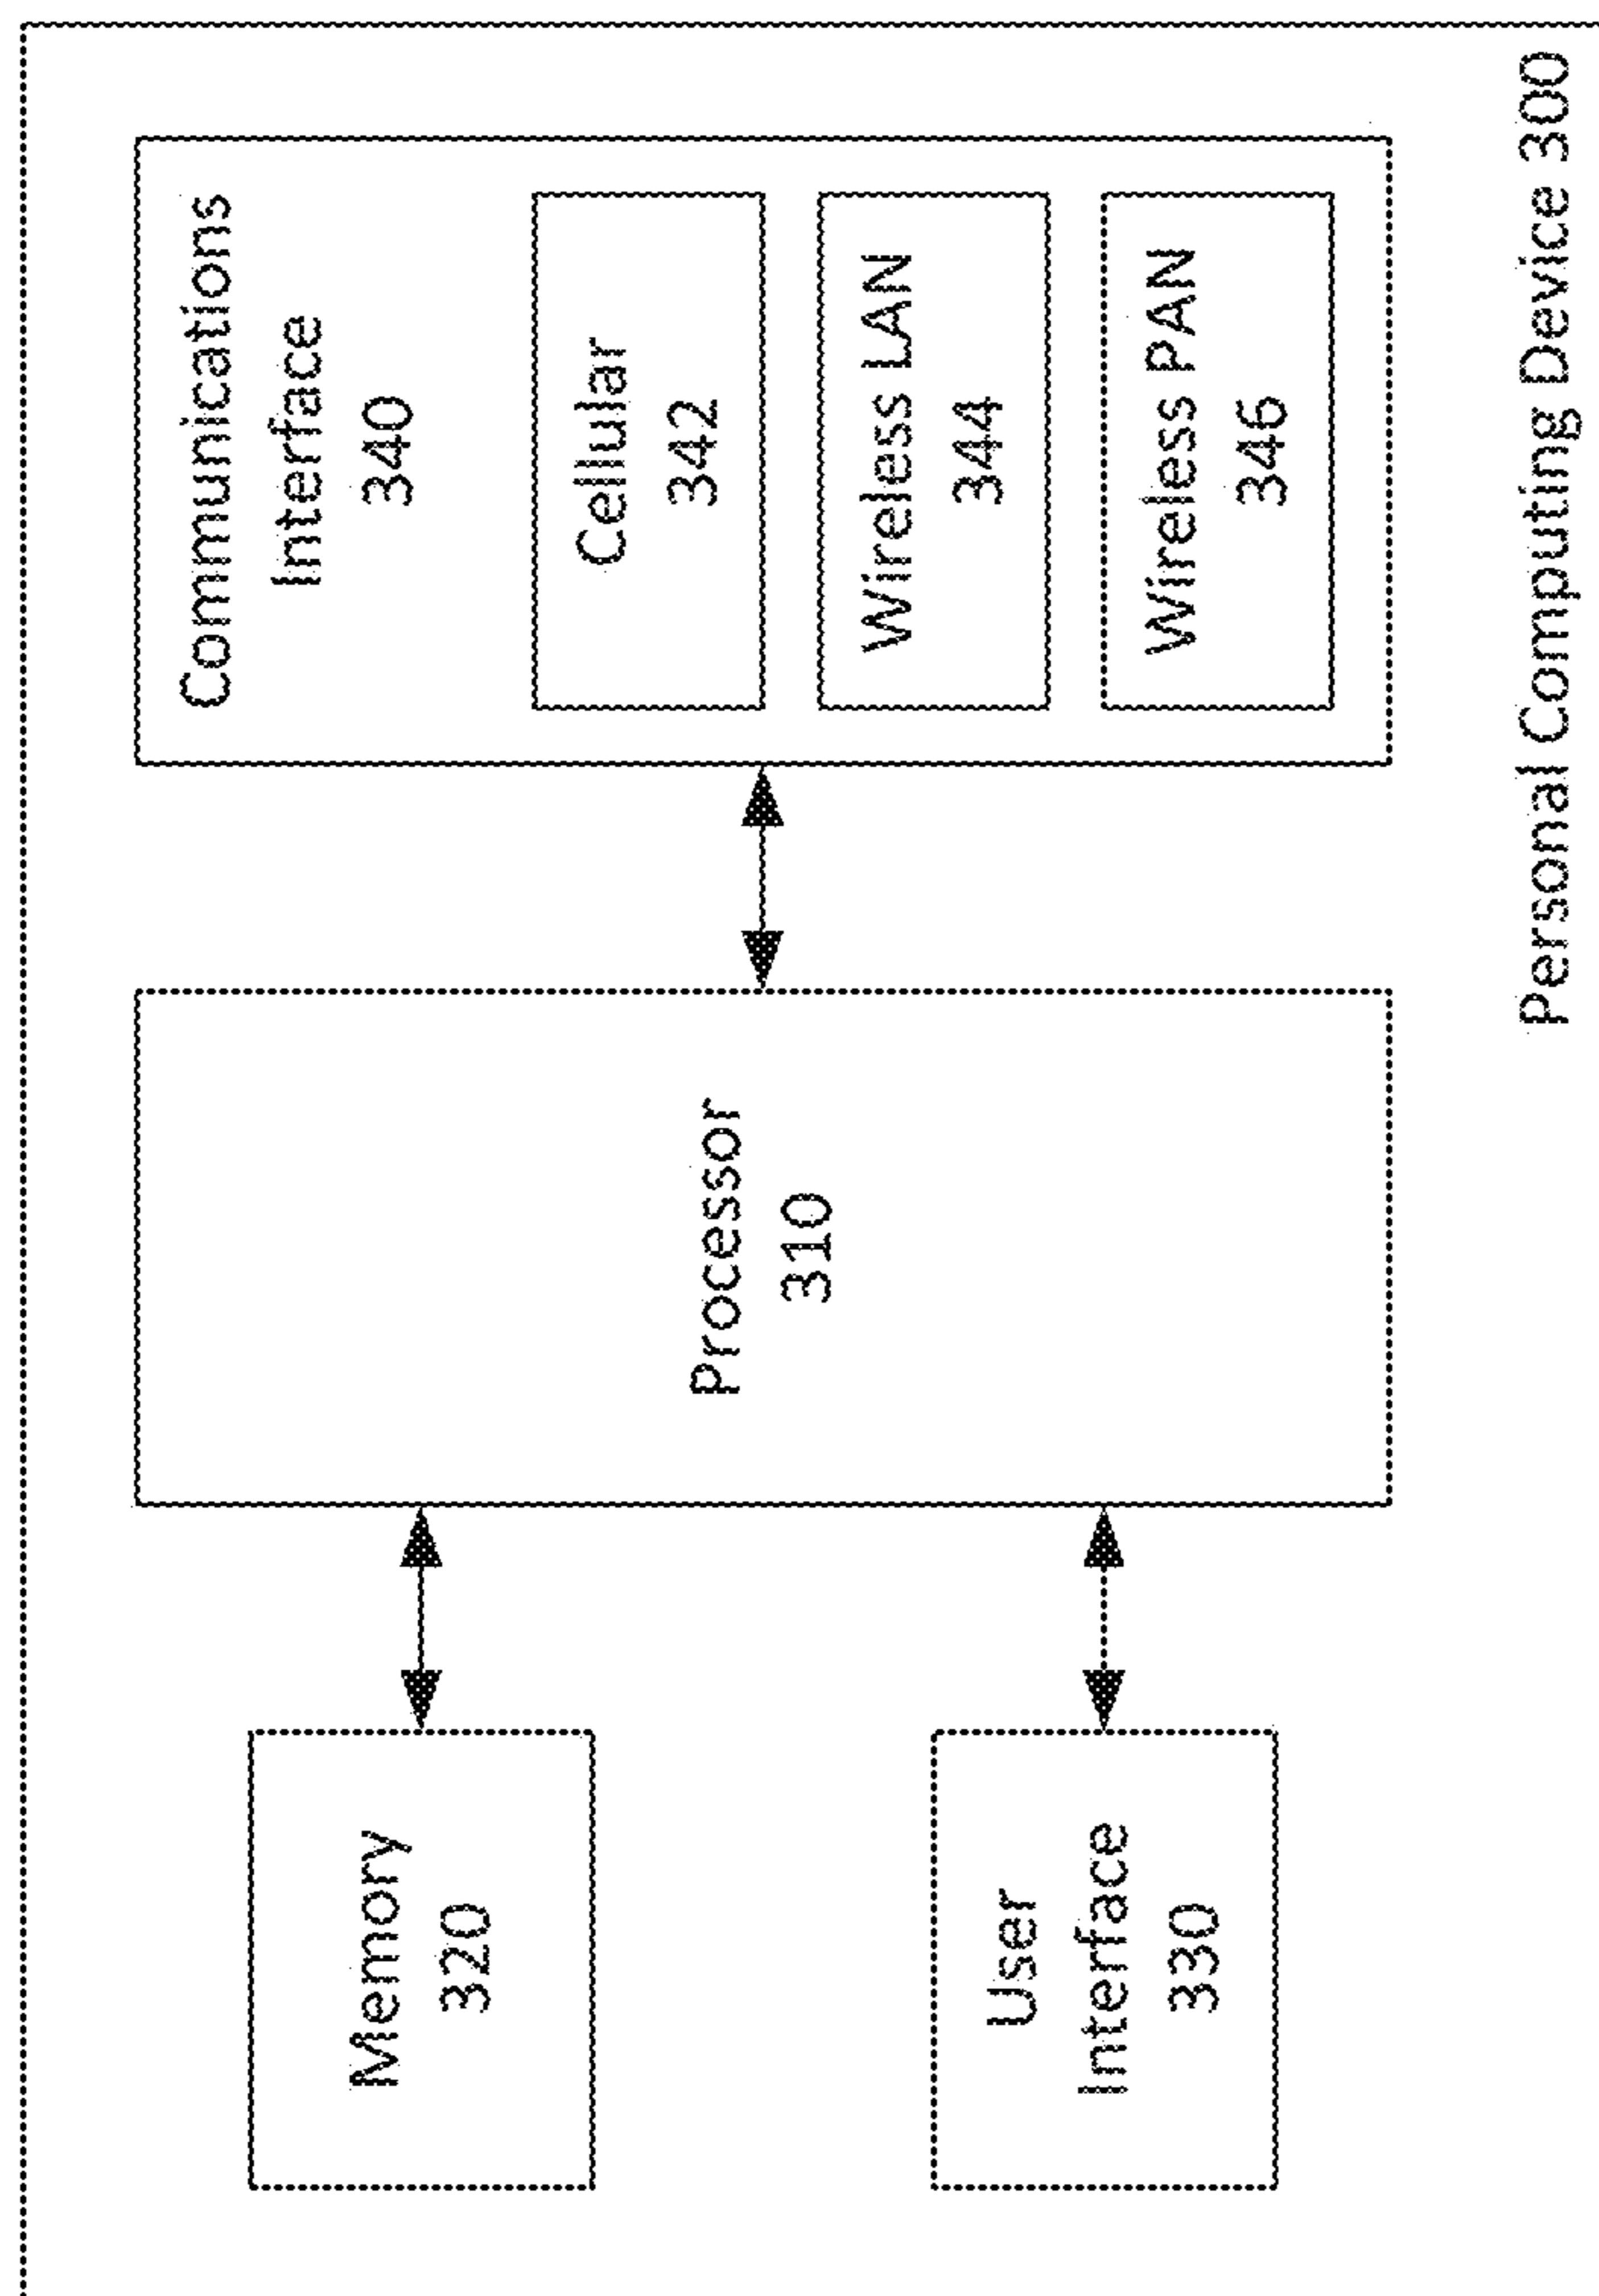 Memory
320
User
Interface
330
Processor
310
Communications
Interface
340
Cellular
342
Wireless LAN
344
Wireless PAN
346
Personal Computing Device 300